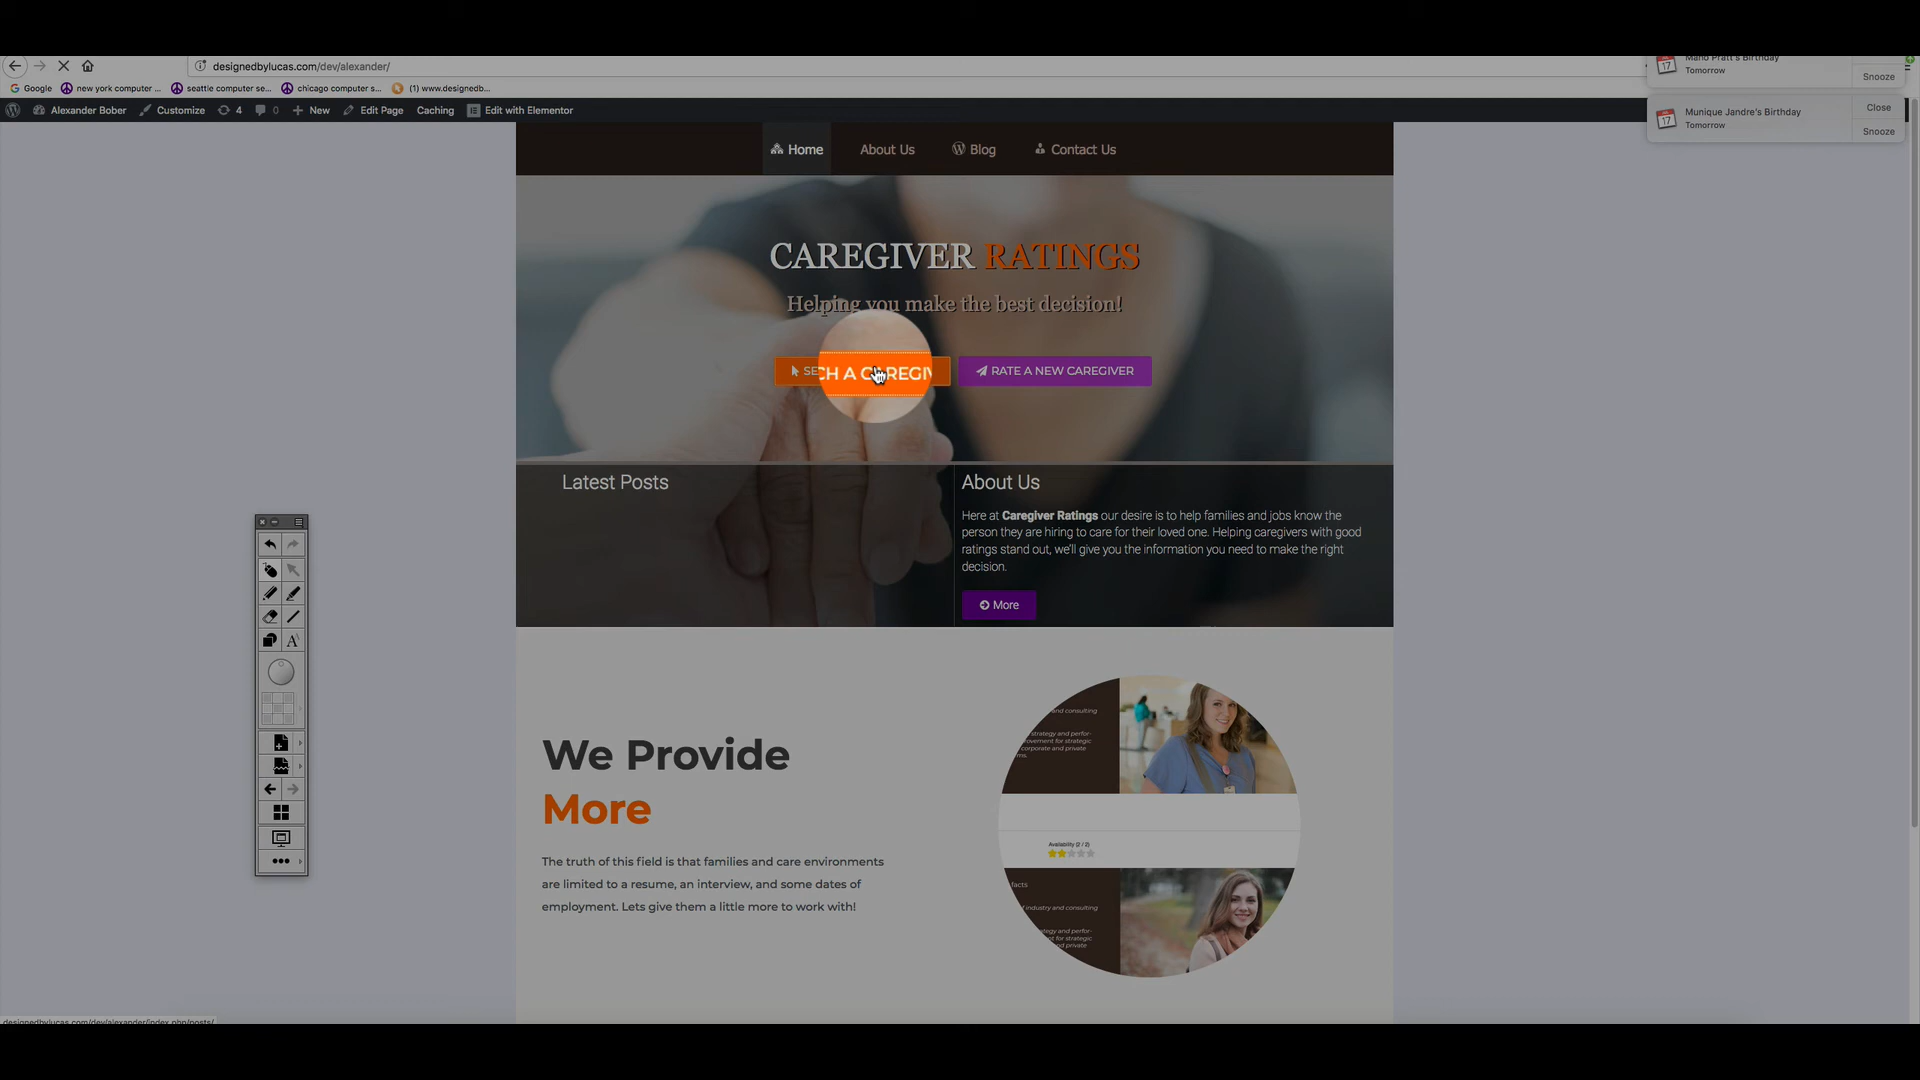 designedbylucas.com/dev/alexander/
Google
new york computer ...
seattle computer se...
chicago computer s...
(1) www.designedb...
Mano Pratt's Birthday
Tomorrow
Snooze
17
Munique Jandre's Birthday
Tomorrow
Close
Snooze
17
Alexander Bober
Customize
4
0
New
Edit Page
Caching
Edit with Elementor
Home
About Us
Blog
Contact Us
CAREGIVER RATINGS
Helping you make the best decision!
RATE A NEW CAREGIVER
Latest Posts
About Us
Here at Caregiver Ratings our desire is to help families and jobs know the
person they are hiring to care for their loved one. Helping caregivers with good
ratings stand out, we'll give you the information you need to make the right
decision.
More
We Provide
More
The truth of this field is that families and care environments
are limited to a resume, an interview, and some dates of
employment. Lets give them a little more to work with!
and consulting
strategy and perfor-
ovement for strategic
corporate and private
Availability (2 / 2)
facts
of industry and consulting
strategy and perfor-
for strategic
and private
designedbylucas.com/dev/alexander/index.php/posts/